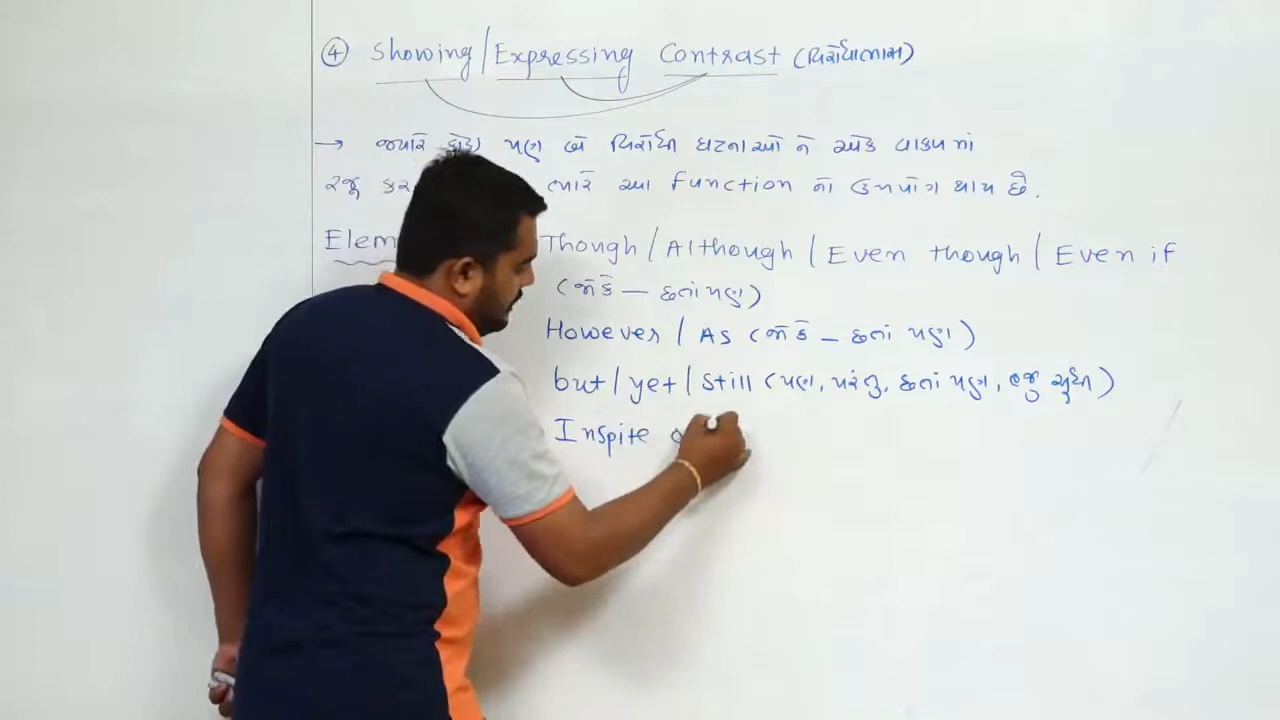 ④ Showing/Expressing Contrast (વિરોધાભાસ)
→ જ્યારે કોઇ પણ બે વિરોધી ઘટનાઓ ને એક વાક્ય માં
રજૂ કર ત્યારે આ function નો ઉપયોગ થાય છે.
Elem Though/Although/Even though/Even if
(જોકે – છતાં પણ)
However/As (જો કે – છતાં પણ)
but/yet/still (પણ, પરંતુ, છતાં પણ, હજુ સુધી)
Inspite o